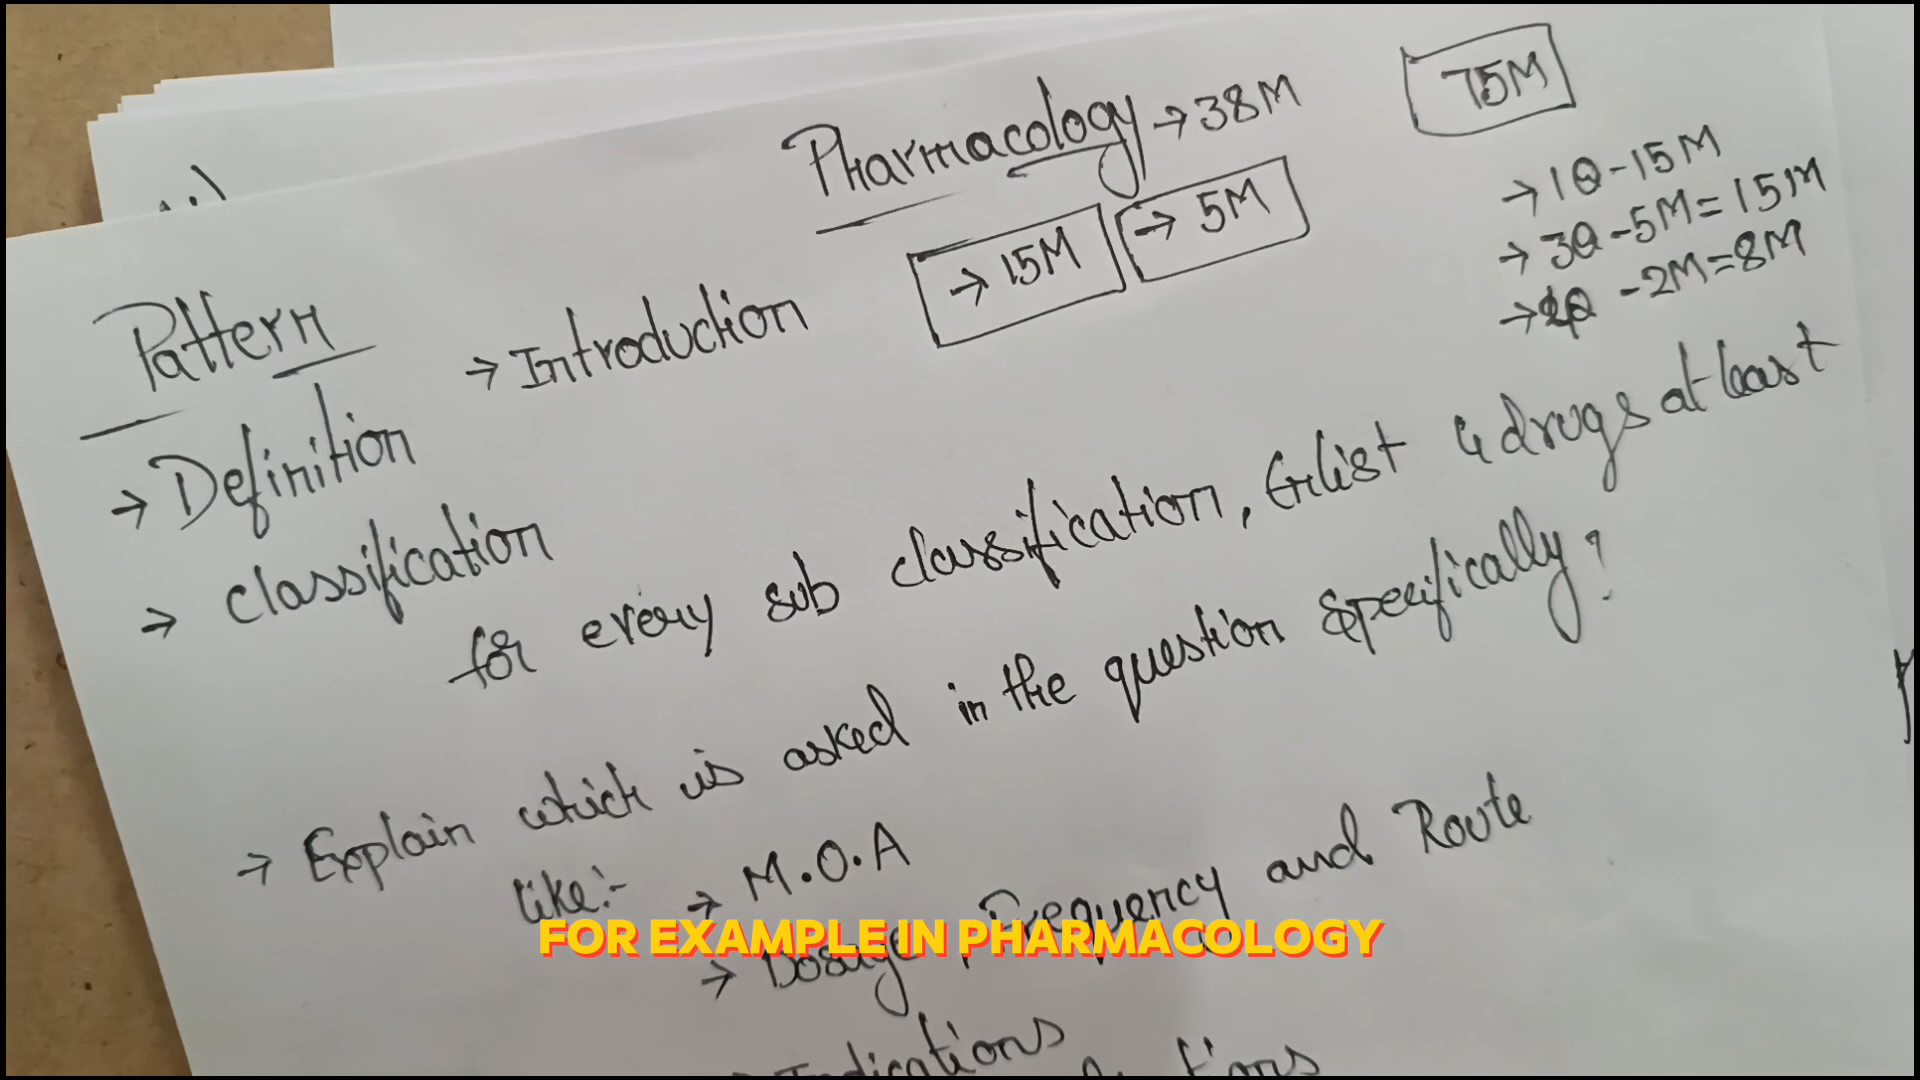 Pharmacology → 38M
75M
→ 1Q - 15M
→ 3Q - 5M = 15M
→ 4Q - 2M = 8M
→ 15M
→ 5M
Pattern
→ Introduction
→ Definition
→ classification
for every sub classification, Enlist 4 drugs at least
→ Explain which is asked in the question specifically?
like:-
→ M.O.A
→ Dosage, Frequency and Route
FOR EXAMPLE IN PHARMACOLOGY
Indications